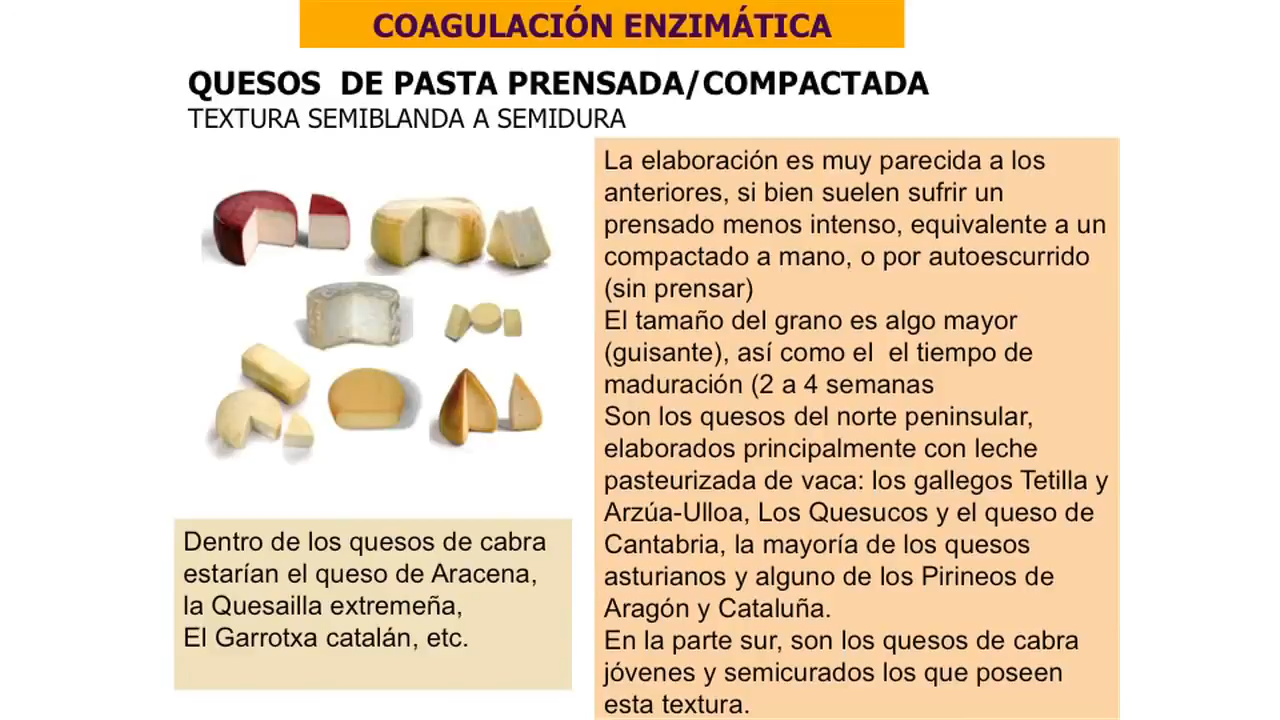 COAGULACIÓN ENZIMÁTICA
QUESOS DE PASTA PRENSADA/COMPACTADA
TEXTURA SEMIBLANDA A SEMIDURA
La elaboración es muy parecida a los
anteriores, si bien suelen sufrir un
prensado menos intenso, equivalente a un
compactado a mano, o por autoescurrido
(sin prensar)
El tamaño del grano es algo mayor
(guisante), así como el el tiempo de
maduración (2 a 4 semanas
Son los quesos del norte peninsular,
elaborados principalmente con leche
pasteurizada de vaca: los gallegos Tetilla y
Arzúa-Ulloa, Los Quesucos y el queso de
Cantabria, la mayoría de los quesos
asturianos y alguno de los Pirineos de
Aragón y Cataluña.
En la parte sur, son los quesos de cabra
jóvenes y semicurados los que poseen
esta textura.
Dentro de los quesos de cabra
estarían el queso de Aracena,
la Quesailla extremeña,
El Garrotxa catalán, etc.